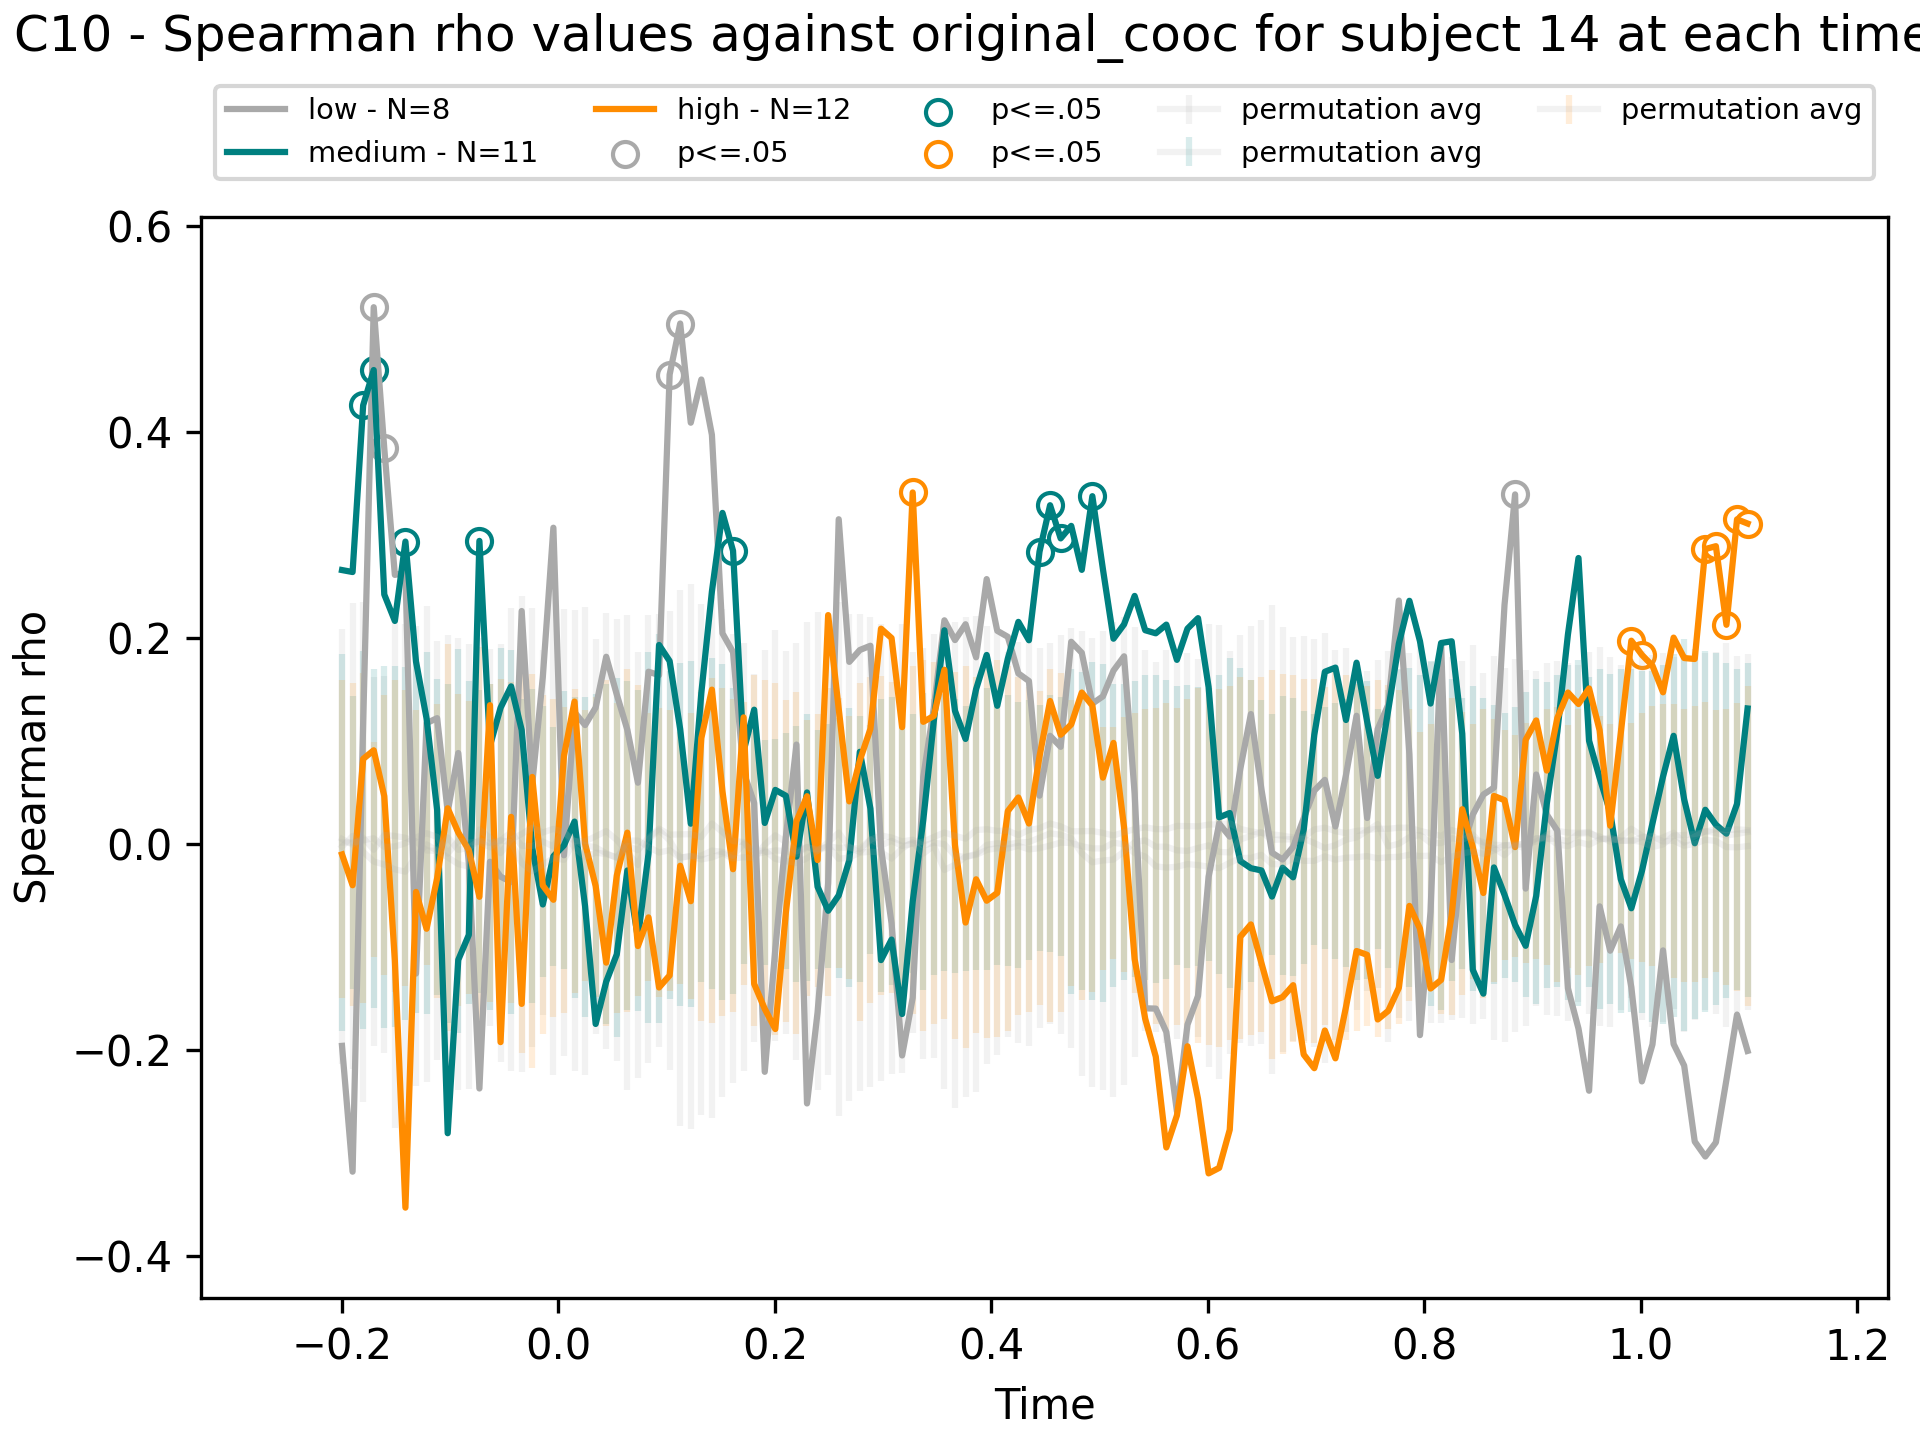 C10 - Spearman rho values against original_cooc for subject 14 at each time
low - N=8
medium - N=11
high - N=12
p<=.05
p<=.05
p<=.05
permutation avg
permutation avg
permutation avg
0.6
0.4
0.2
0.0
−0.2
−0.4
Spearman rho
−0.2
0.0
0.2
0.4
0.6
0.8
1.0
1.2
Time